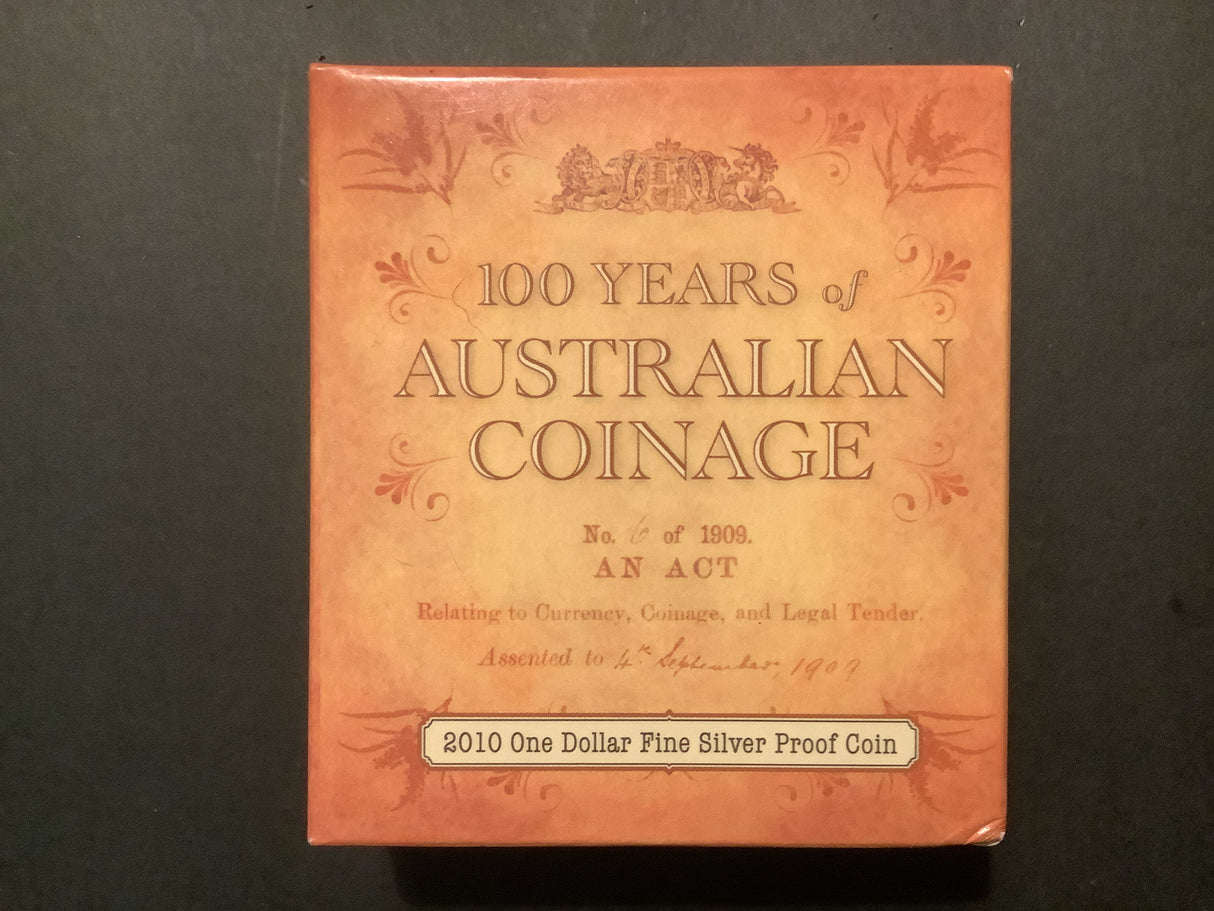 100 YEARS of
AUSTRALIAN
COINAGE
No. 6 of 1909.
AN ACT
Relating to Currency, Coinage, and Legal Tender.
Assented to 4th September, 1909
2010 One Dollar Fine Silver Proof Coin